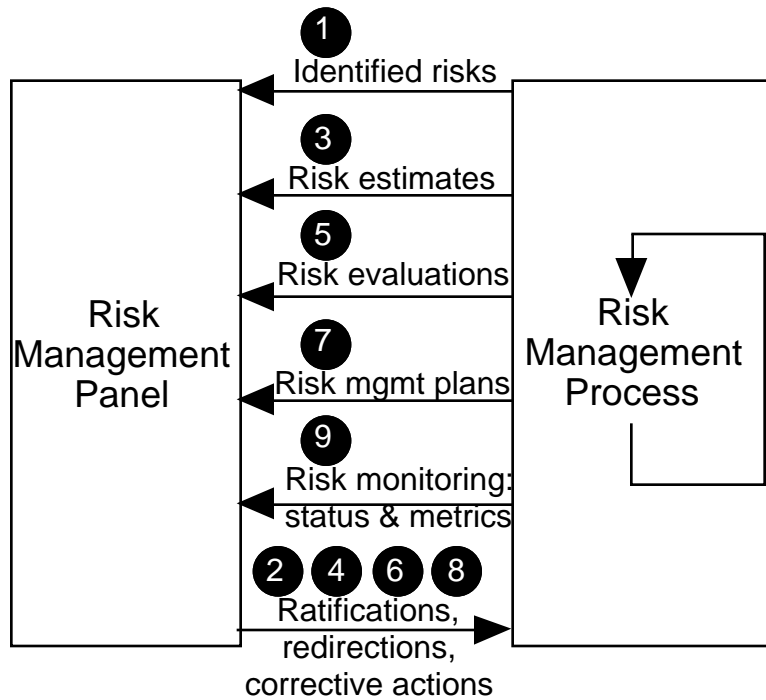 1
Identified risks
3
Risk estimates
5
Risk evaluations
Risk
Management
Panel
Risk
Management
Process
7
Risk mgmt plans
9
Risk monitoring:
status & metrics
2 4 6 8
Ratifications,
redirections,
corrective actions